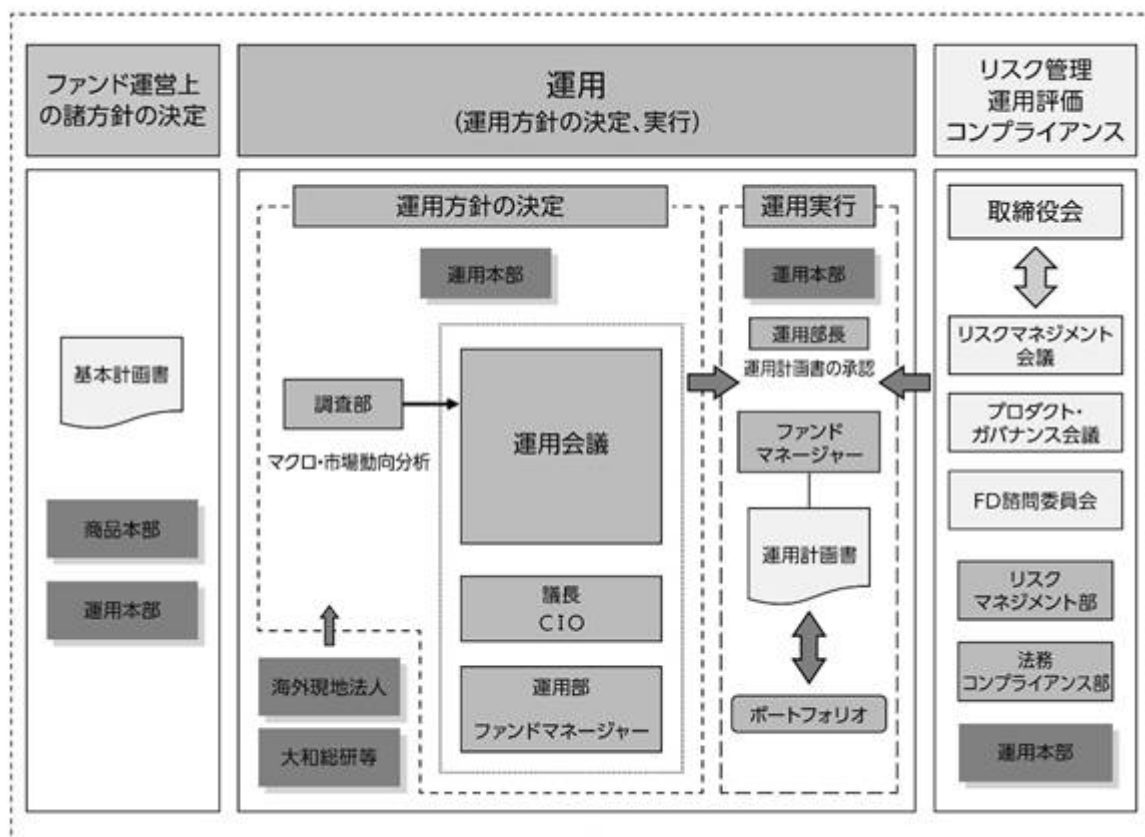 ファンド運営上
の諸方針の決定
運用
(運用方針の決定、実行)
リスク管理
運用評価
コンプライアンス
基本計画書
商品本部
運用本部
運用方針の決定
運用本部
調査部
マクロ・市場動向分析
運用会議
議長
CIO
運用部
ファンドマネージャー
海外現地法人
大和総研等
運用実行
運用本部
運用部長
運用計画書の承認
ファンド
マネージャー
運用計画書
ポートフォリオ
取締役会
リスクマネジメント
会議
プロダクト・
ガバナンス会議
FD諮問委員会
リスク
マネジメント部
法務
コンプライアンス部
運用本部